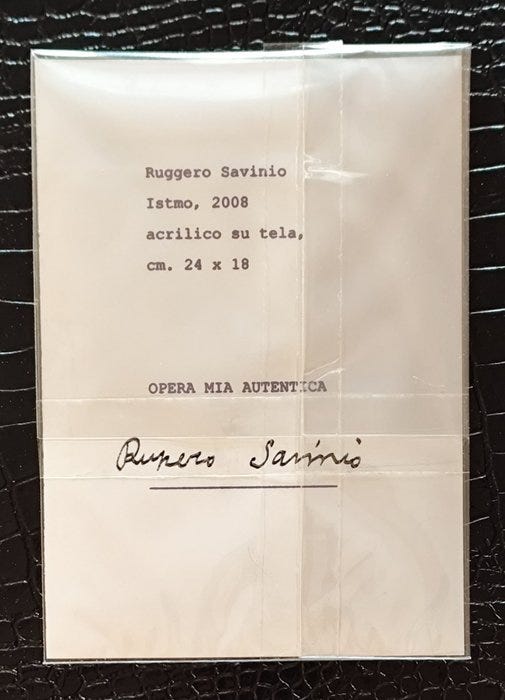 Ruggero Savinio
Istmo, 2008
acrilico su tela,
cm. 24 x 18
OPERA MIA AUTENTICA
Ruggero Savinio